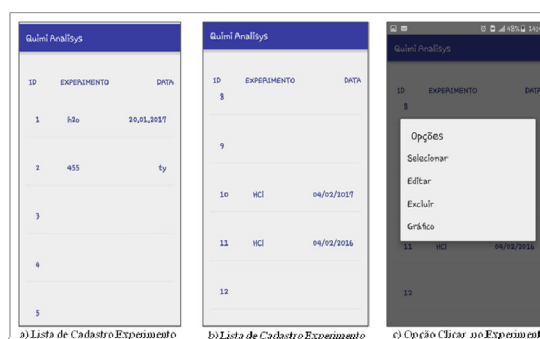 Quimi Analisys
ID EXPERIMENTO DATA
1 h2o 20.01.2017
2 455 ty
3
4
5
a) Lista de Cadastro Experimento
Quimi Analisys
ID EXPERIMENTO DATA
8
9
10 HCl 04/02/2017
11 HCl 04/02/2016
12
b) Lista de Cadastro Experimento
48%
Quimi Analisys
ID EXPERIMENTO DATA
8
Opções
Selecionar
Editar
Excluir
Gráfico
11 HCl 04/02/2016
12
c) Opção Clicar no Experiment